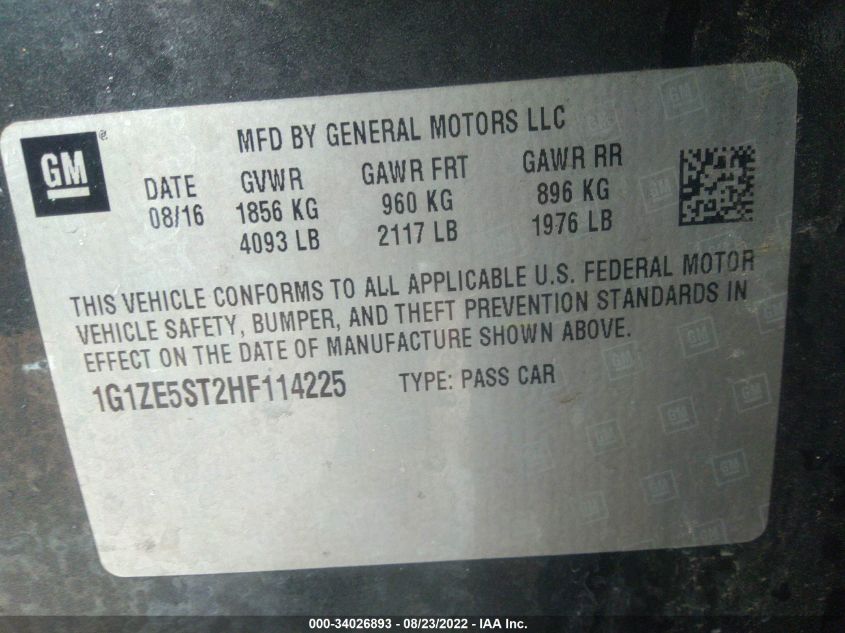 MFD BY GENERAL MOTORS LLC
GM ®
DATE GVWR GAWR FRT GAWR RR
08/16 1856 KG 960 KG 896 KG
4093 LB 2117 LB 1976 LB
THIS VEHICLE CONFORMS TO ALL APPLICABLE U.S. FEDERAL MOTOR
VEHICLE SAFETY, BUMPER, AND THEFT PREVENTION STANDARDS IN
EFFECT ON THE DATE OF MANUFACTURE SHOWN ABOVE.
1G1ZE5ST2HF114225 TYPE: PASS CAR
000-34026893 - 08/23/2022 - IAA Inc.